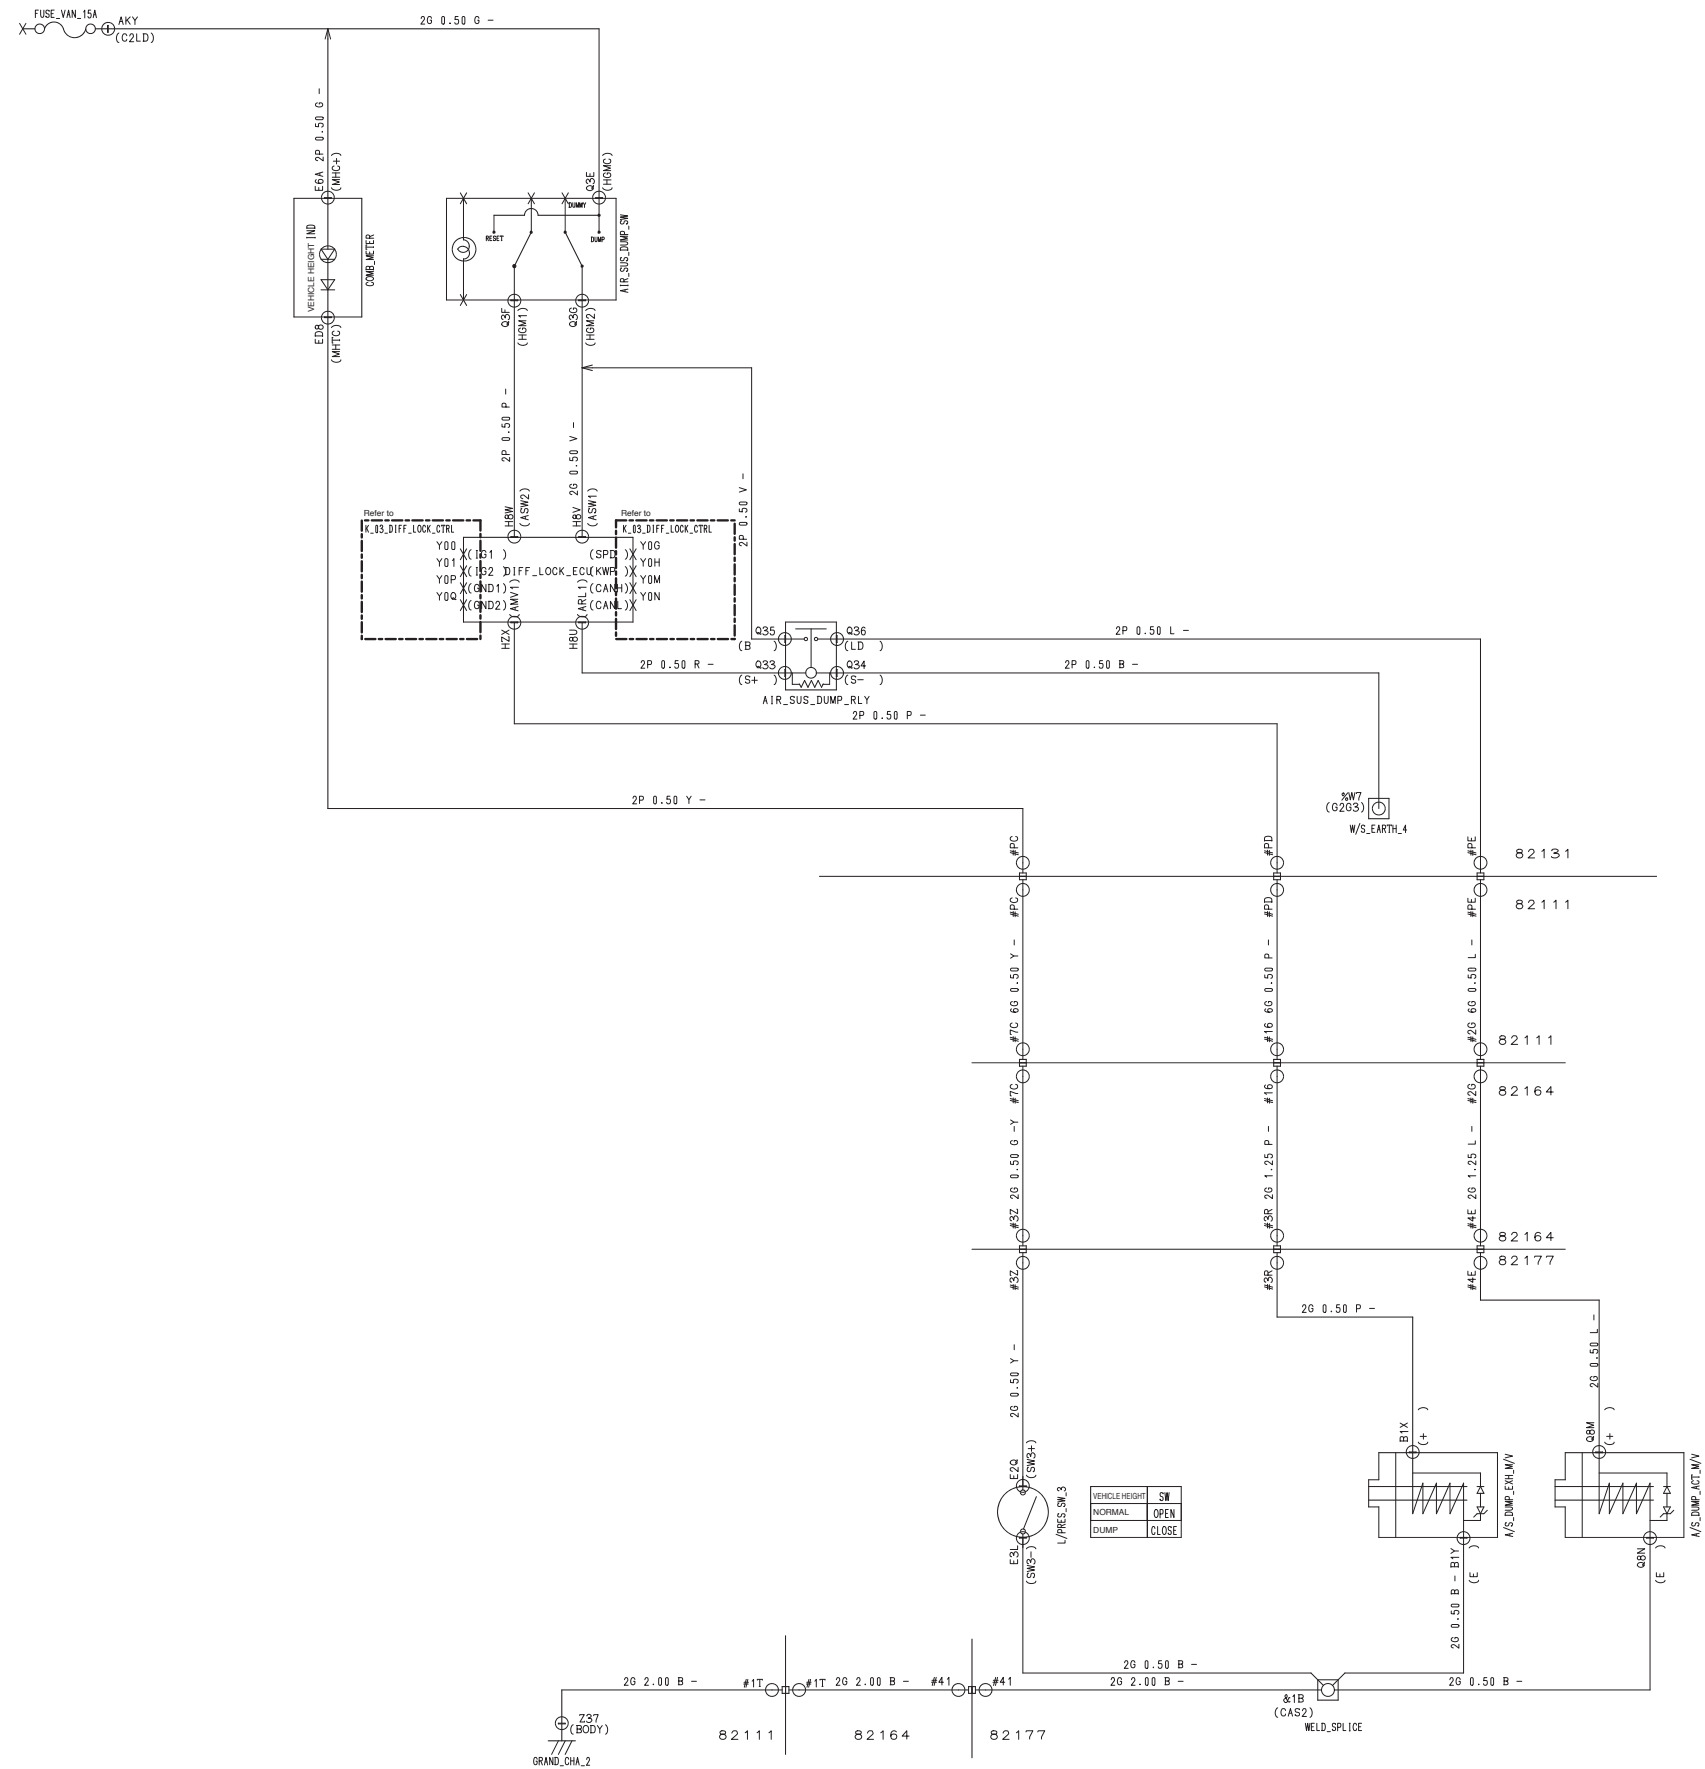 FUSE_VAN_15A
AKY
(C2LD)
2G 0.50 G -
2P 0.50 G -
E6A
(MHC+)
VEHICLE HEIGHT IND
COMB_METER
ED8
(MHTC)
Q3E
(HGMC)
DUMMY
RESET
DUMP
AIR_SUS_DUMP_SW
Q3F
(HGM1)
Q3G
(HGM2)
2P 0.50 P -
2G 0.50 V -
2P 0.50 V -
H8W
(ASW2)
H8V
(ASW1)
Refer to
K_03_DIFF_LOCK_CTRL
Refer to
K_03_DIFF_LOCK_CTRL
Y00
(IG1 )
(SPD )
Y0G
Y01
(IG2 )
DIFF_LOCK_ECU
(KWP )
Y0H
Y0P
(GND1)
(CANH)
Y0M
Y0Q
(GND2)
(CANL)
Y0N
(AMV1)
(ARL1)
HZX
H8U
Q35
(B )
Q36
(LD )
2P 0.50 L -
2P 0.50 R -
Q33
(S+ )
Q34
(S- )
2P 0.50 B -
AIR_SUS_DUMP_RLY
2P 0.50 P -
2P 0.50 Y -
%W7
(G2G3)
W/S_EARTH_4
#PC
#PD
#PE
82131
#PC
#PD
#PE
82111
6G 0.50 Y -
6G 0.50 P -
6G 0.50 L -
#7C
#16
#2G
82111
#7C
#16
#2G
82164
2G 0.50 G -Y
2G 1.25 P -
2G 1.25 L -
#3Z
#3R
#4E
82164
#3Z
#3R
#4E
82177
2G 0.50 P -
2G 0.50 Y -
2G 0.50 L -
E2Q
(SW3+)
L/PRES_SW_3
E3L
(SW3-)
VEHICLE HEIGHT SW
NORMAL OPEN
DUMP CLOSE
B1X
(+ )
A/S_DUMP_EXH_M/V
B1Y
(E )
2G 0.50 B -
Q8M
(+ )
A/S_DUMP_ACT_M/V
Q8N
(E )
2G 0.50 B -
2G 2.00 B -
#1T
#1T
2G 2.00 B -
#41
#41
2G 2.00 B -
2G 0.50 B -
&1B
(CAS2)
WELD_SPLICE
Z37
(BODY)
GRAND_CHA_2
82111
82164
82177